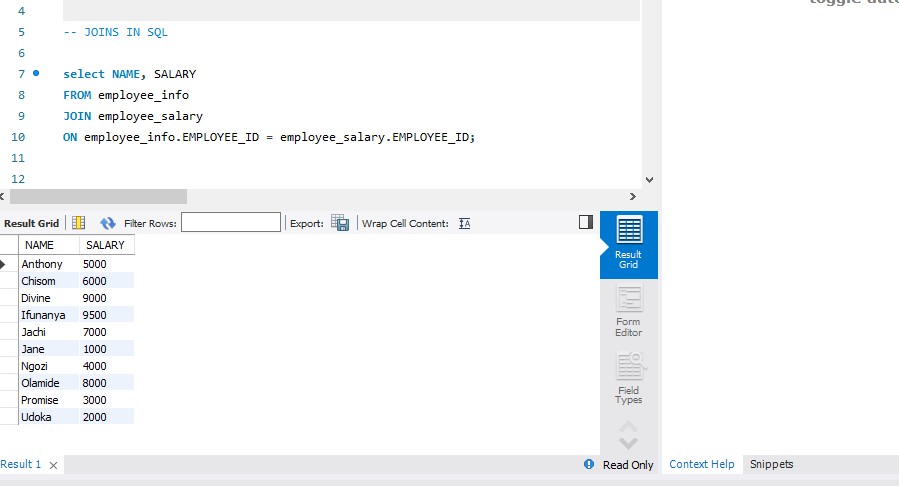 4
5 -- JOINS IN SQL
6
7 select NAME, SALARY
8 FROM employee_info
9 JOIN employee_salary
10 ON employee_info.EMPLOYEE_ID = employee_salary.EMPLOYEE_ID;
11
12
Result Grid Filter Rows: Export: Wrap Cell Content:
NAME SALARY
Anthony 5000
Chisom 6000
Divine 9000
Ifunanya 9500
Jachi 7000
Jane 1000
Ngozi 4000
Olamide 8000
Promise 3000
Udoka 2000
Result
Grid
Form
Editor
Field
Types
Result 1
Read Only
Context Help Snippets